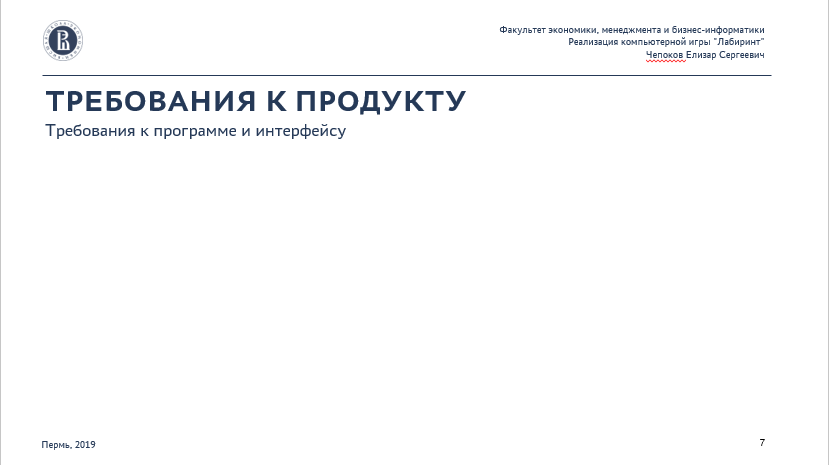 Факультет экономики, менеджмента и бизнес-информатики
Реализация компьютерной игры "Лабиринт"
Чепоков Елизар Сергеевич
ТРЕБОВАНИЯ К ПРОДУКТУ
Требования к программе и интерфейсу
Пермь, 2019
7